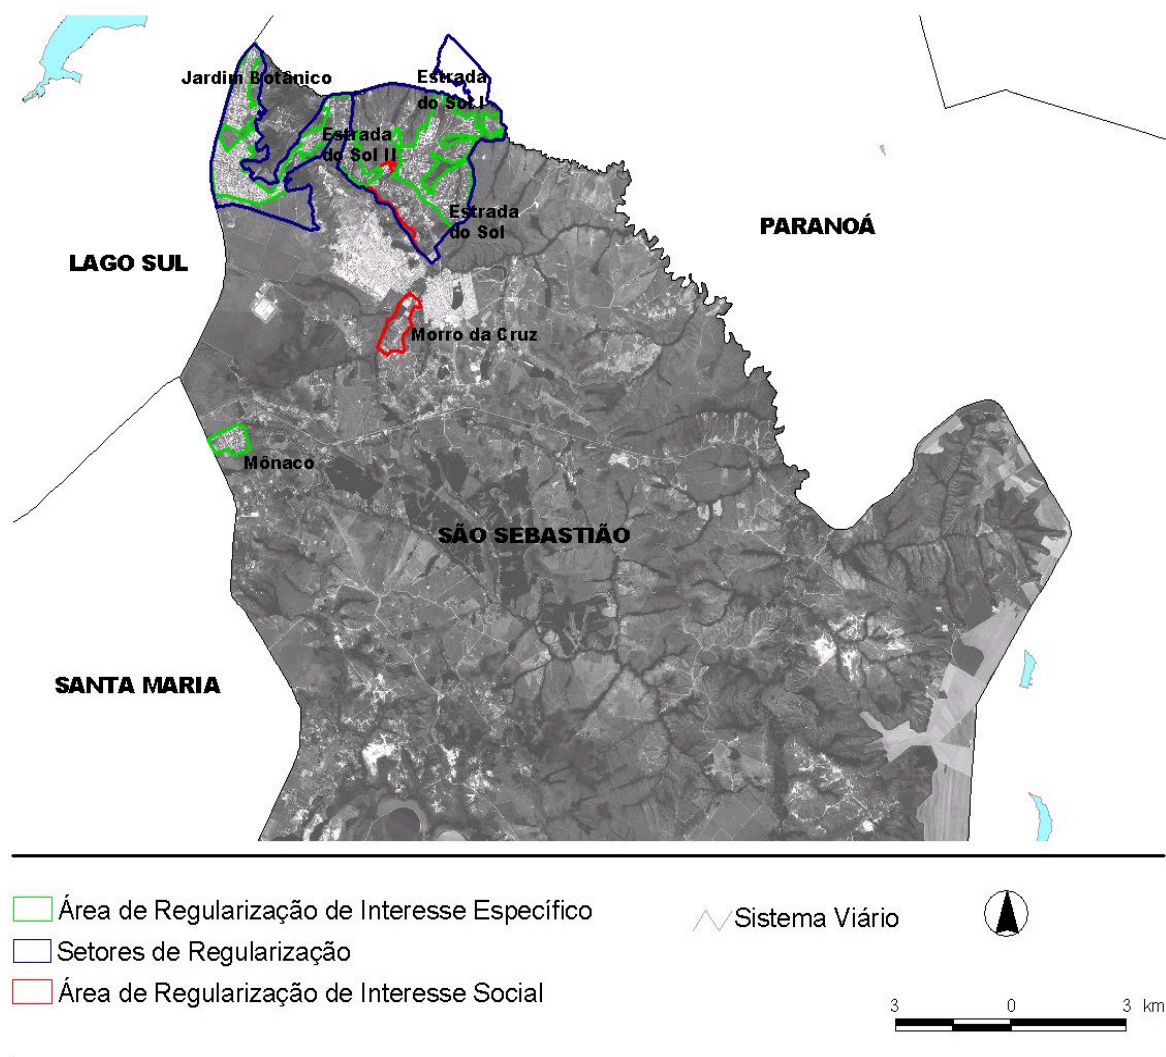 Jardim Botânico
Estrada
do Sol I
Estrada
do Sol II
Estrada
do Sol
PARANOÁ
LAGO SUL
Morro da Cruz
Mônaco
SÃO SEBASTIÃO
SANTA MARIA
Área de Regularização de Interesse Específico
Setores de Regularização
Área de Regularização de Interesse Social
Sistema Viário
3 0 3 km